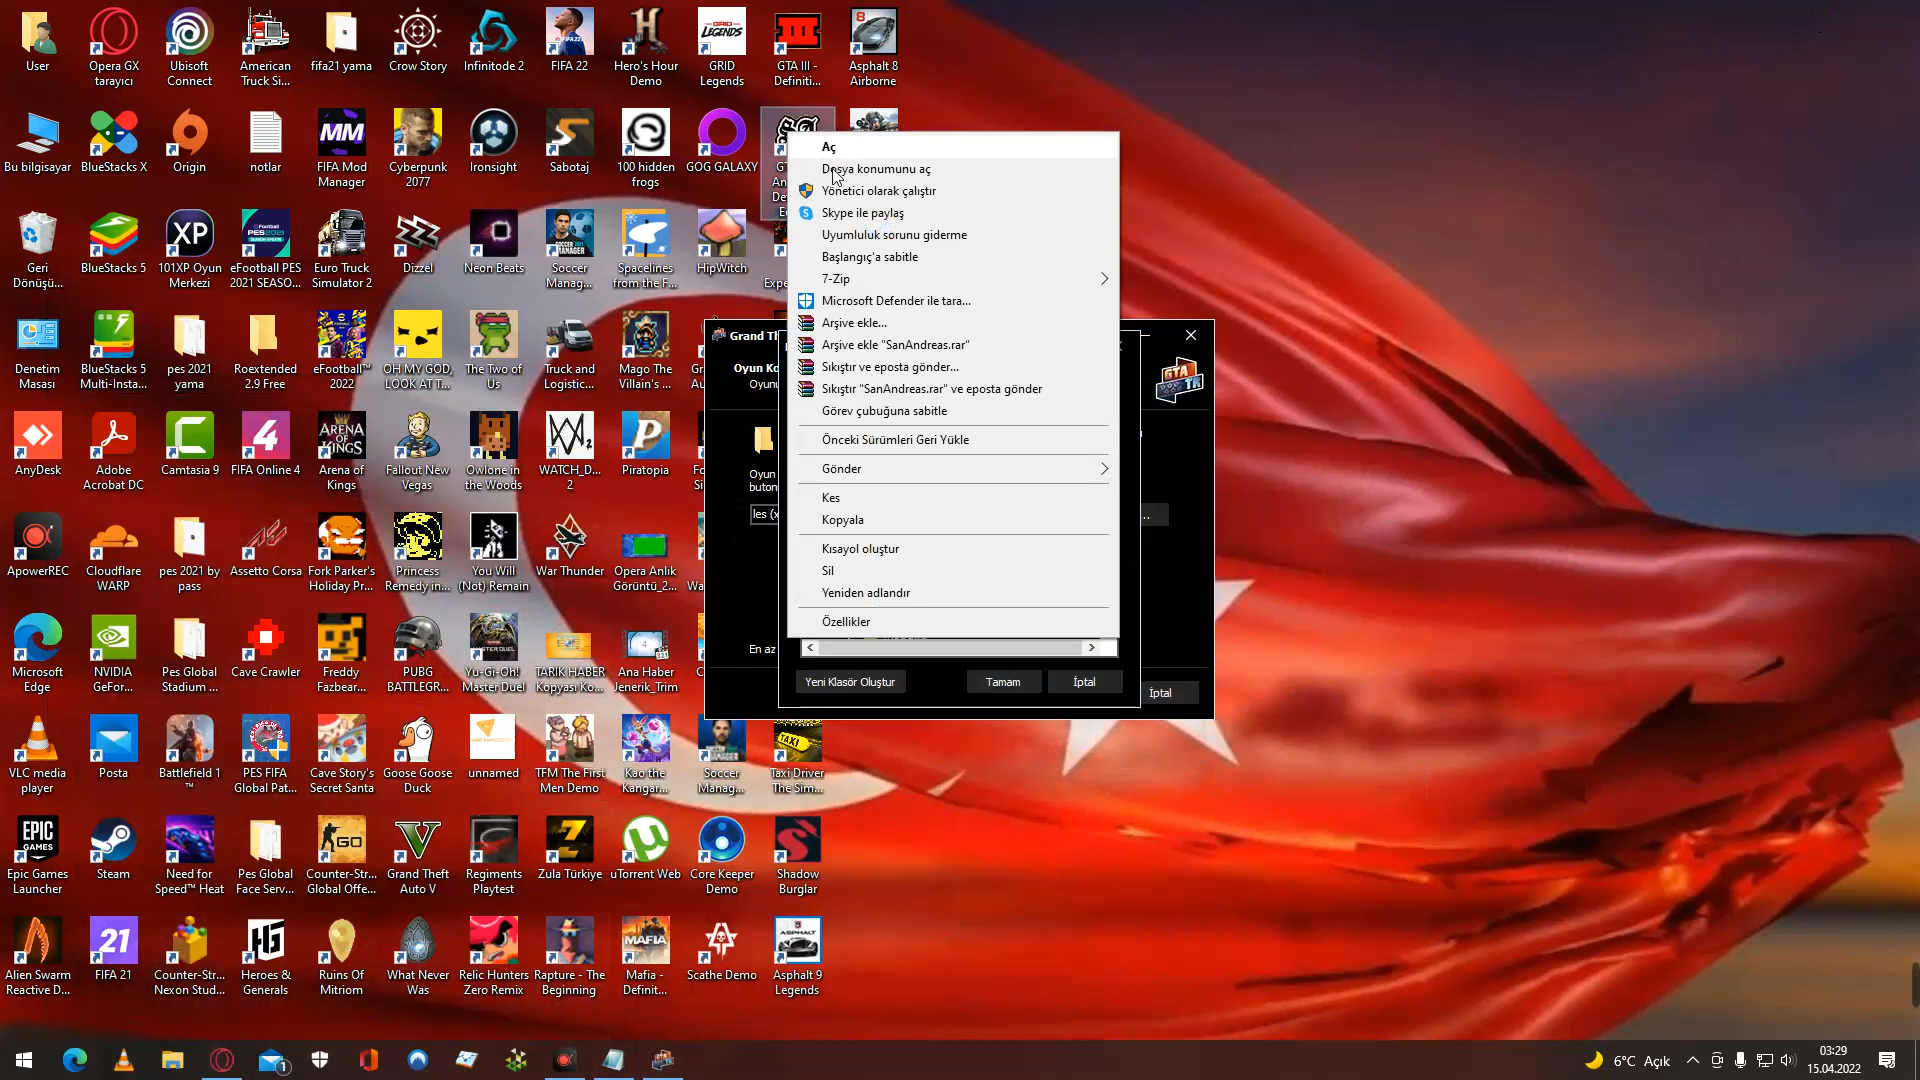 User
Opera GX
tarayıcı
Ubisoft
Connect
American
Truck Si...
fifa21 yama
Crow Story
Infinitode 2
FIFA 22
Hero's Hour
Demo
GRID
Legends
GTA III -
Definiti...
Asphalt 8
Airborne
Bu bilgisayar
BlueStacks X
Origin
notlar
FIFA Mod
Manager
Cyberpunk
2077
Ironsight
Sabotaj
100 hidden
frogs
GOG GALAXY
Geri
Dönüşü...
BlueStacks 5
101XP Oyun
Merkezi
eFootball PES
2021 SEASO...
Euro Truck
Simulator 2
Dizzel
Neon Beats
Soccer
Manag...
Spacelines
from the F...
HipWitch
Denetim
Masası
BlueStacks 5
Multi-Insta...
pes 2021
yama
Roextended
2.9 Free
eFootball™
2022
OH MY GOD,
LOOK AT T...
The Two of
Us
Truck and
Logistic...
Mago The
Villain's ...
AnyDesk
Adobe
Acrobat DC
Camtasia 9
FIFA Online 4
Arena of
Kings
Fallout New
Vegas
Owlone in
the Woods
WATCH_D...
2
Piratopia
ApowerREC
Cloudflare
WARP
pes 2021 by
pass
Assetto Corsa
Fork Parker's
Holiday Pr...
Princess
Remedy in...
You Will
(Not) Remain
War Thunder
Opera Anlık
Görüntü_2...
Microsoft
Edge
NVIDIA
GeFor...
Pes Global
Stadium ...
Cave Crawler
Freddy
Fazbear...
PUBG
BATTLEGR...
Yu-Gi-Oh!
Master Duel
TARIK HABER
Kopyası Ko...
Ana Haber
Jenerik_Trim
VLC media
player
Posta
Battlefield 1
™
PES FIFA
Global Pat...
Cave Story's
Secret Santa
Goose Goose
Duck
unnamed
TFM The First
Men Demo
Kao the
Kangar...
Soccer
Manag...
Taxi Driver
The Sim...
Epic Games
Launcher
Steam
Need for
Speed™ Heat
Pes Global
Face Serv...
Counter-Str...
Global Offe...
Grand Theft
Auto V
Regiments
Playtest
Zula Türkiye
uTorrent Web
Core Keeper
Demo
Shadow
Burglar
Alien Swarm
Reactive D...
FIFA 21
Counter-Str...
Nexon Stud...
Heroes &
Generals
Ruins Of
Mitriom
What Never
Was
Relic Hunters
Zero Remix
Rapture - The
Beginning
Mafia -
Definit...
Scathe Demo
Asphalt 9
Legends
Aç
Dosya konumunu aç
Yönetici olarak çalıştır
Skype ile paylaş
Uyumluluk sorunu giderme
Başlangıç'a sabitle
7-Zip
Microsoft Defender ile tara...
Arşive ekle...
Arşive ekle "SanAndreas.rar"
Sıkıştır ve eposta gönder...
Sıkıştır "SanAndreas.rar" ve eposta gönder
Görev çubuğuna sabitle
Önceki Sürümleri Geri Yükle
Gönder
Kes
Kopyala
Kısayol oluştur
Sil
Yeniden adlandır
Özellikler
Grand Th
Oyun Ko
Oyunu
Oyun
buton
les (x
En az
Yeni Klasör Oluştur
Tamam
İptal
İptal
6°C Açık
03:29
15.04.2022